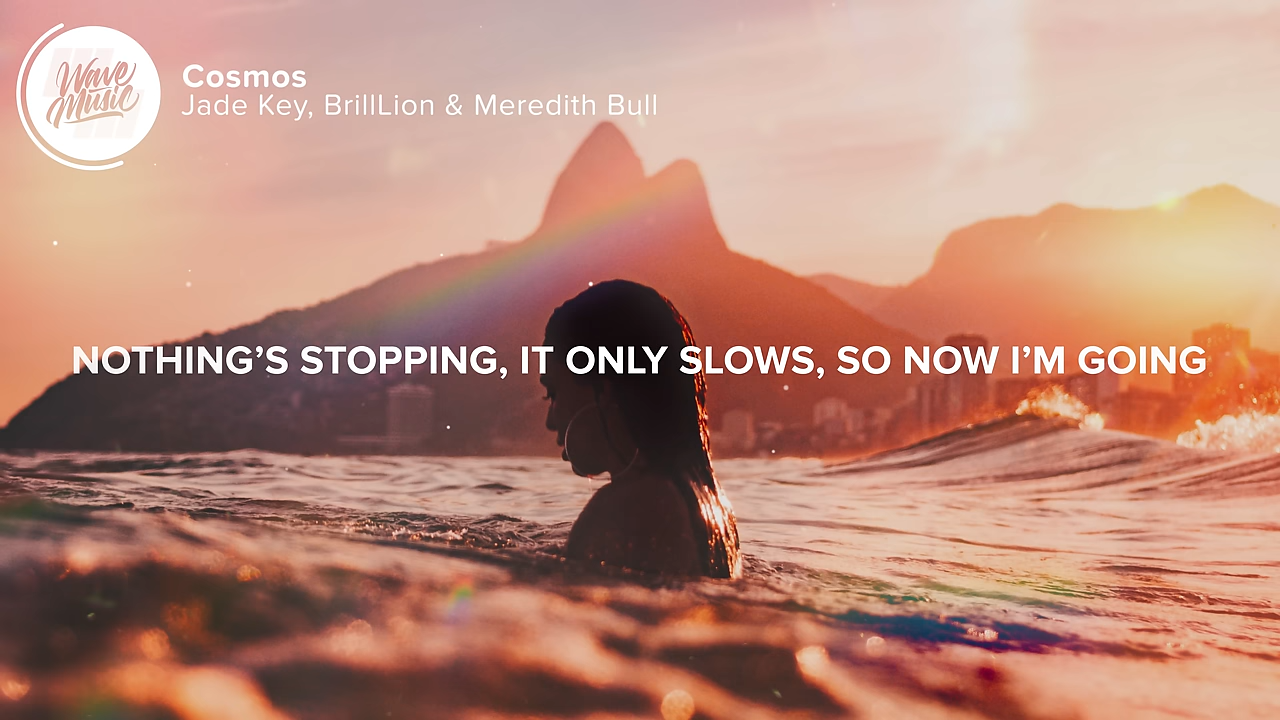 Wave
Music
Cosmos
Jade Key, BrillLion & Meredith Bull
NOTHING’S STOPPING, IT ONLY SLOWS, SO NOW I’M GOING